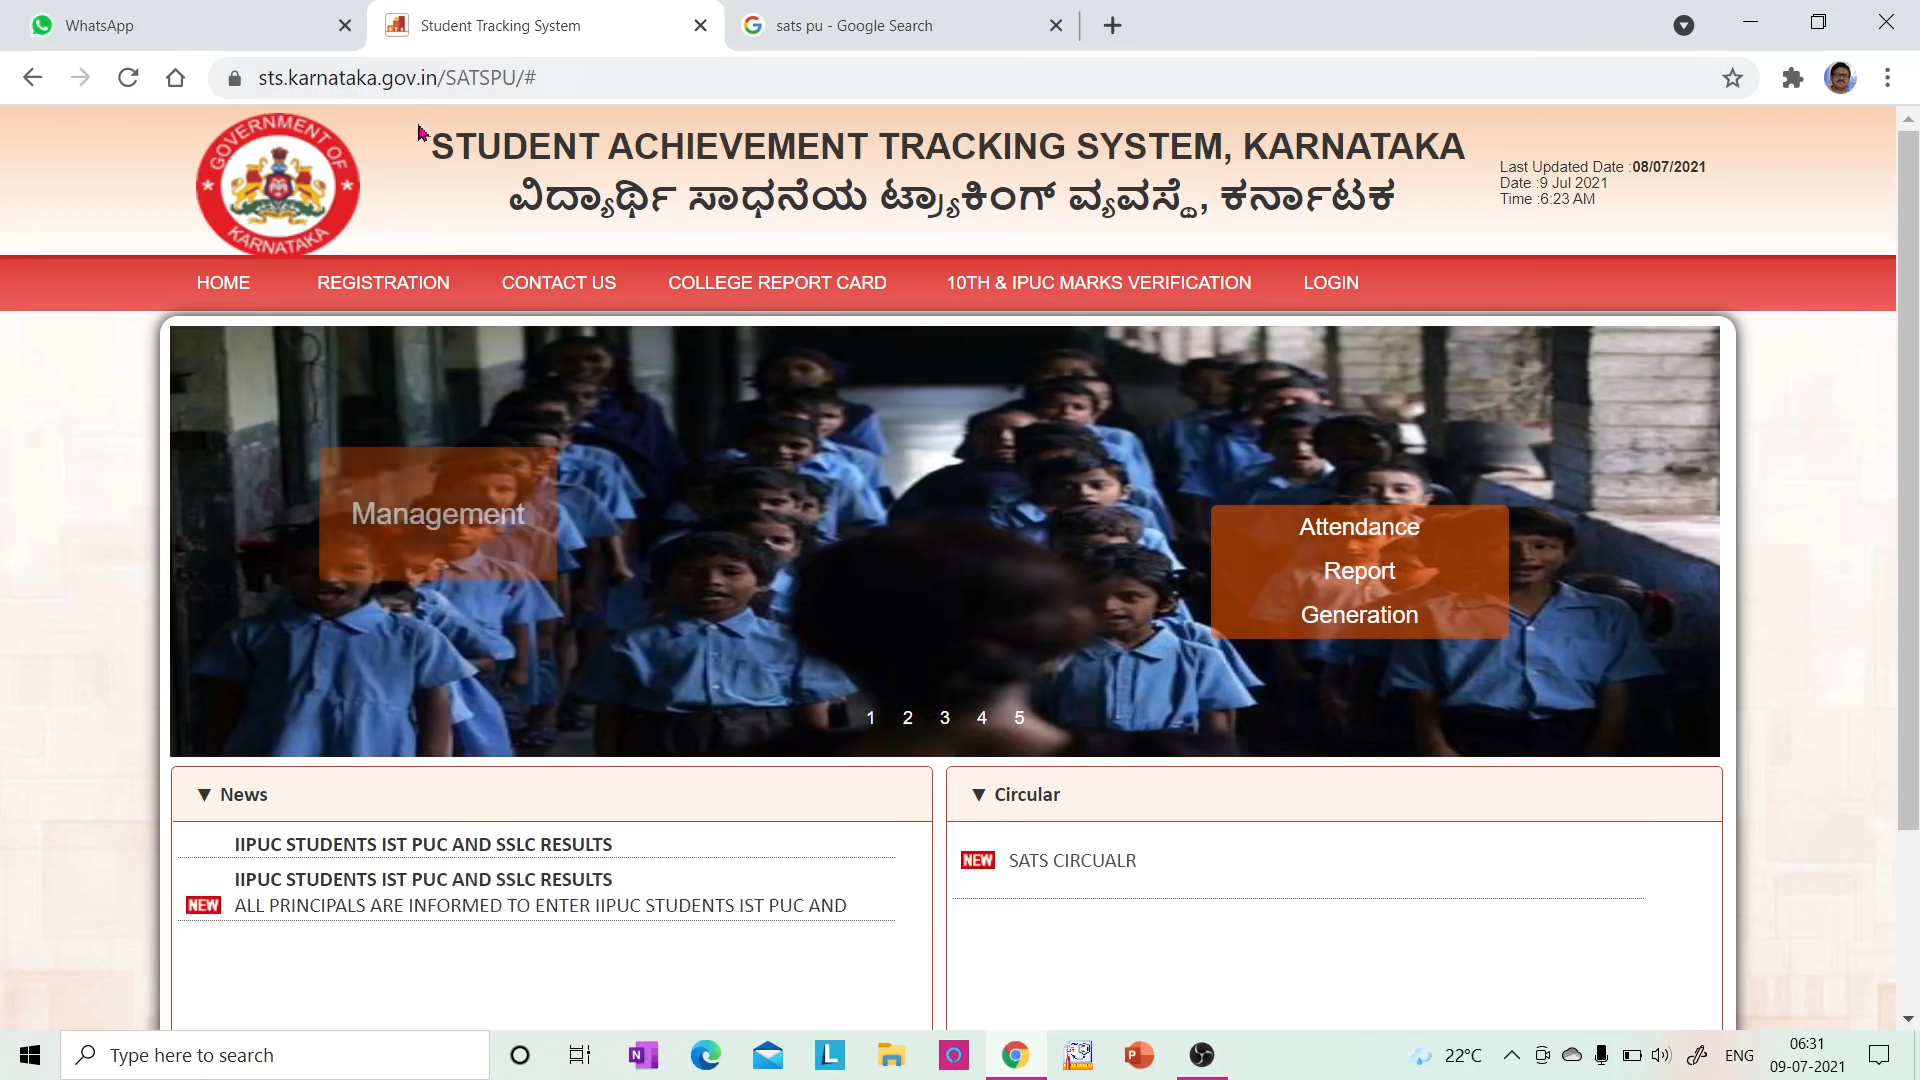 WhatsApp
Student Tracking System
sats pu - Google Search
sts.karnataka.gov.in/SATSPU/#
GOVERNMENT OF
KARNATAKA
STUDENT ACHIEVEMENT TRACKING SYSTEM, KARNATAKA
ವಿದ್ಯಾರ್ಥಿ ಸಾಧನೆಯ ಟ್ರ್ಯಾಕಿಂಗ್ ವ್ಯವಸ್ಥೆ, ಕರ್ನಾಟಕ
Last Updated Date :08/07/2021
Date :9 Jul 2021
Time :6:23 AM
HOME
REGISTRATION
CONTACT US
COLLEGE REPORT CARD
10TH & IPUC MARKS VERIFICATION
LOGIN
Management
Attendance
Report
Generation
1 2 3 4 5
▼ News
IIPUC STUDENTS IST PUC AND SSLC RESULTS
IIPUC STUDENTS IST PUC AND SSLC RESULTS
NEW ALL PRINCIPALS ARE INFORMED TO ENTER IIPUC STUDENTS IST PUC AND
▼ Circular
NEW SATS CIRCUALR
Type here to search
22°C
ENG
06:31
09-07-2021